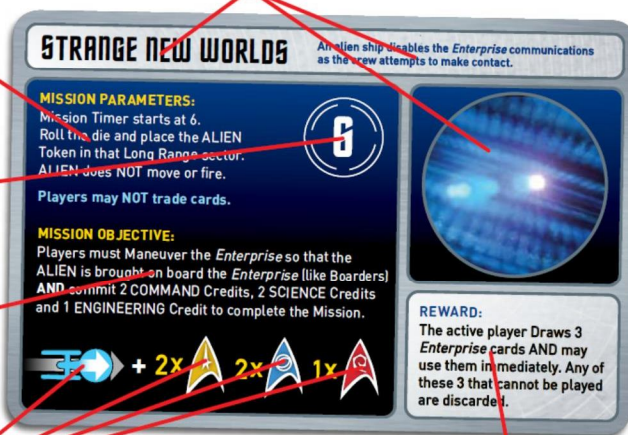 STRANGE NEW WORLDS
An alien ship disables the Enterprise communications
as the crew attempts to make contact.
MISSION PARAMETERS:
Mission Timer starts at 6.
Roll the die and place the ALIEN
Token in that Long Range sector.
ALIEN does NOT move or fire.
Players may NOT trade cards.
6
MISSION OBJECTIVE:
Players must Maneuver the Enterprise so that the
ALIEN is brought on board the Enterprise (like Boarders)
AND commit 2 COMMAND Credits, 2 SCIENCE Credits
and 1 ENGINEERING Credit to complete the Mission.
+ 2x 2x 1x
REWARD:
The active player Draws 3
Enterprise cards AND may
use them immediately. Any of
these 3 that cannot be played
are discarded.